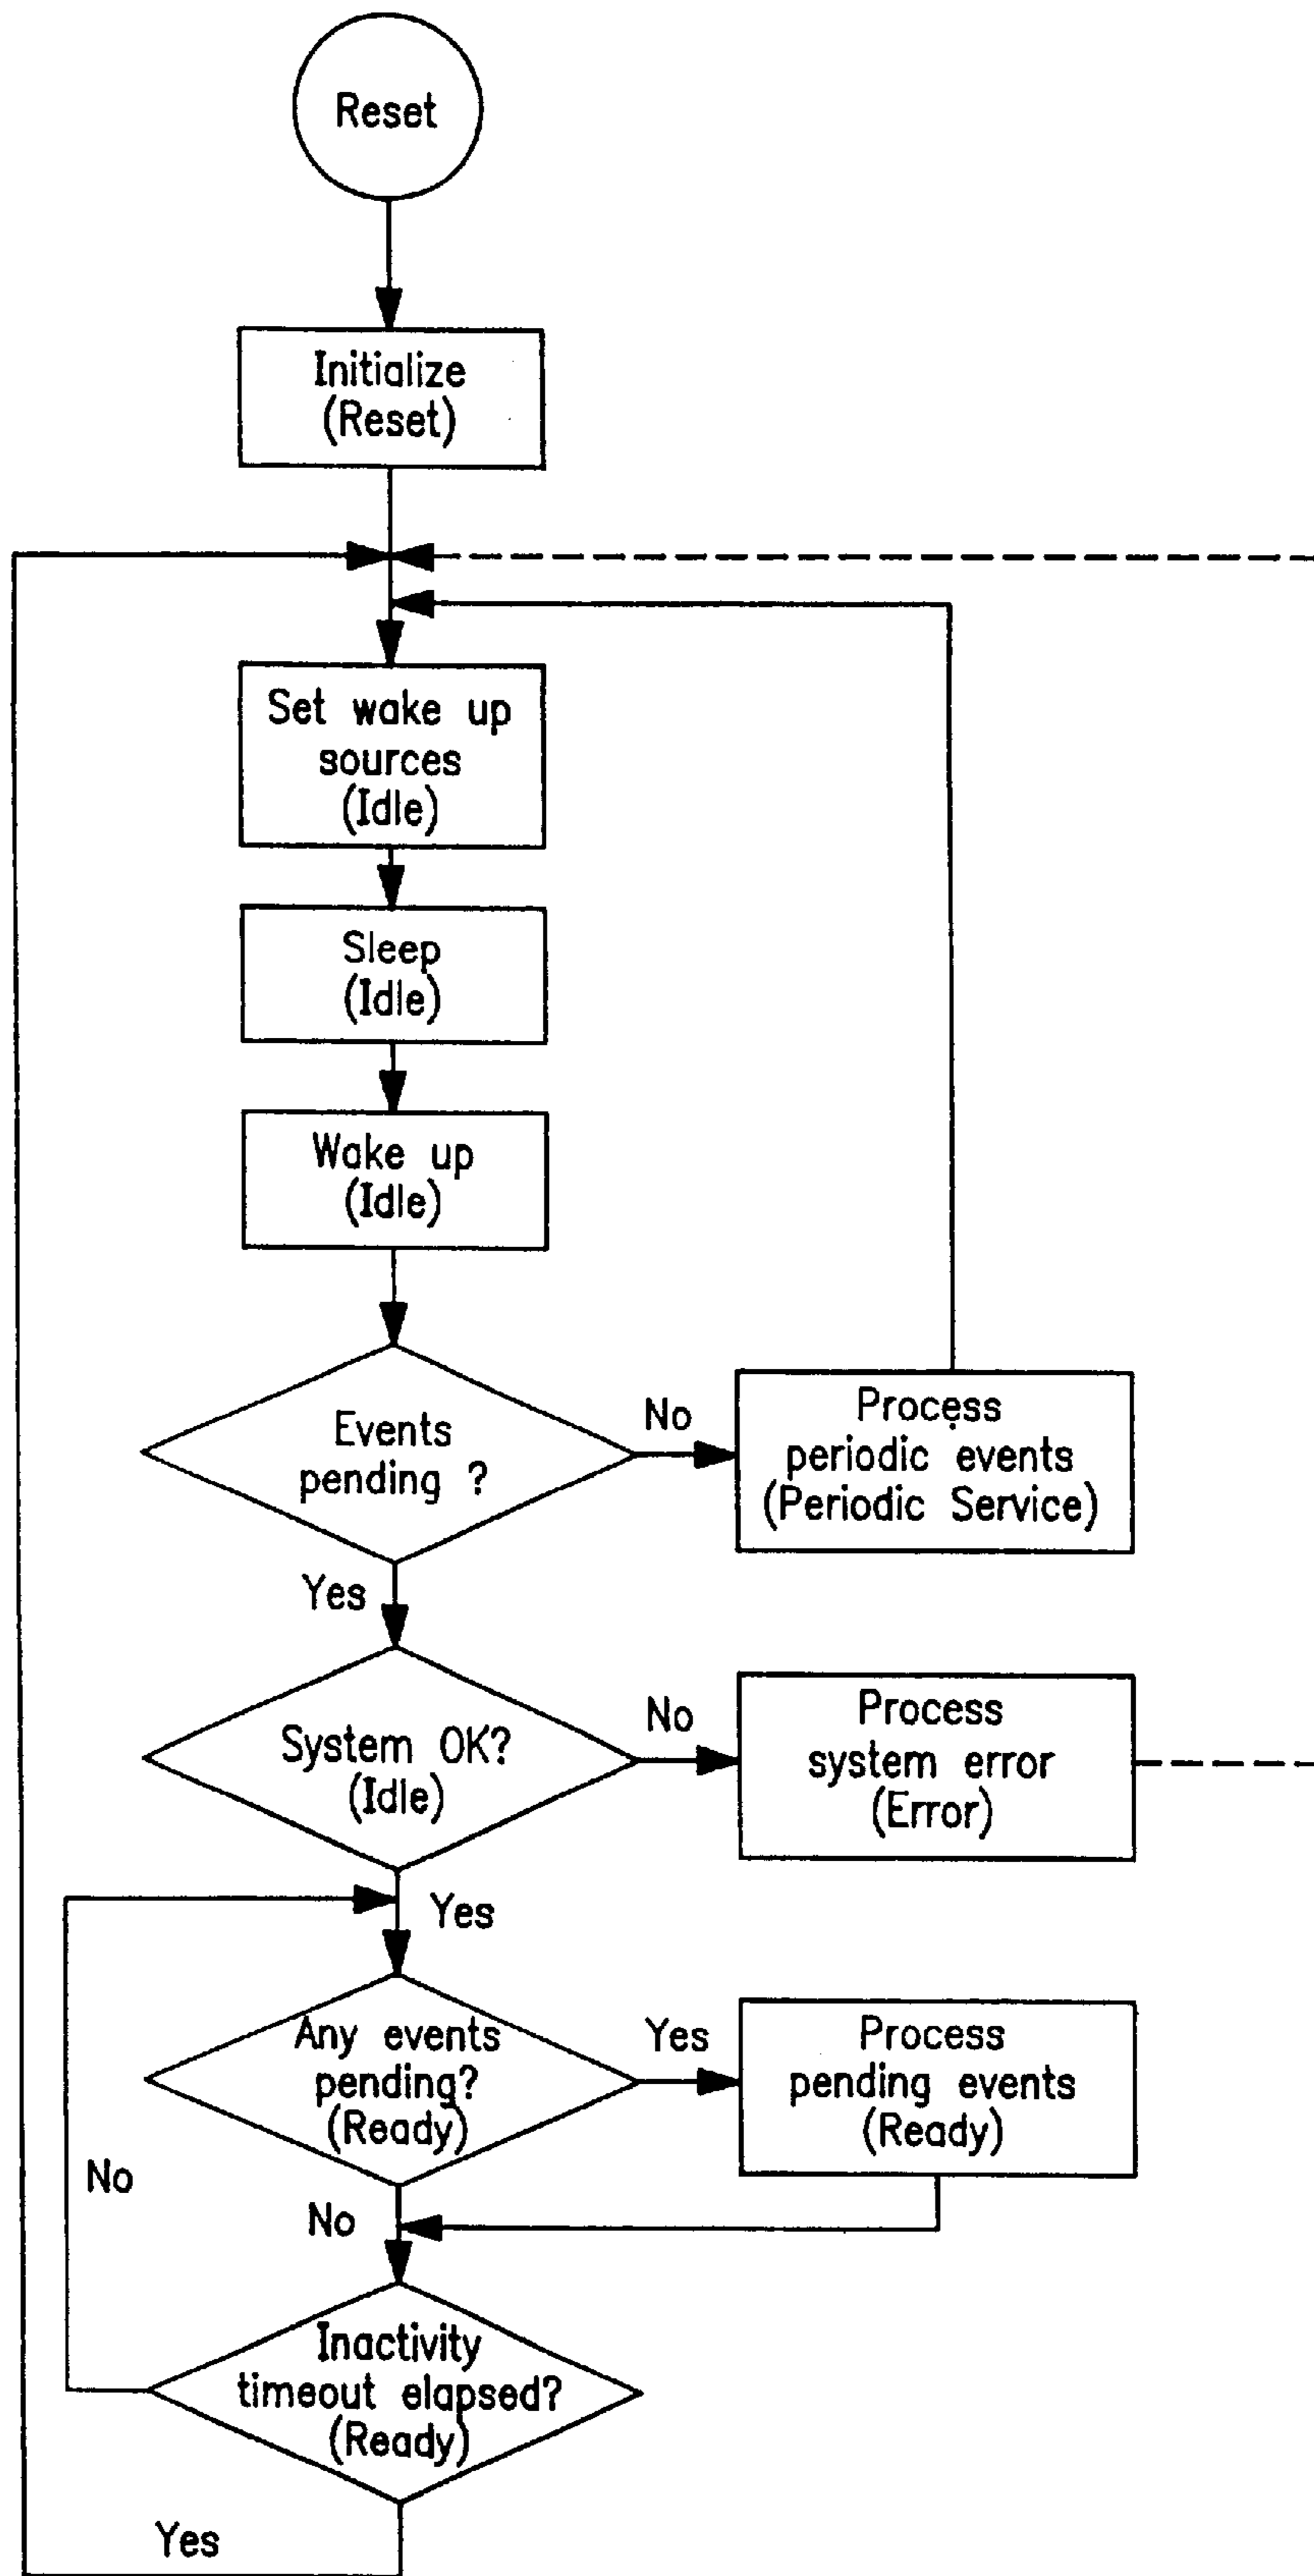 Reset
Initialize
(Reset)
Set wake up
sources
(Idle)
Sleep
(Idle)
Wake up
(Idle)
Events
pending ?
No
Process
periodic events
(Periodic Service)
Yes
System OK?
(Idle)
No
Process
system error
(Error)
Yes
Any events
pending?
(Ready)
Yes
Process
pending events
(Ready)
No
No
Inactivity
timeout elapsed?
(Ready)
Yes